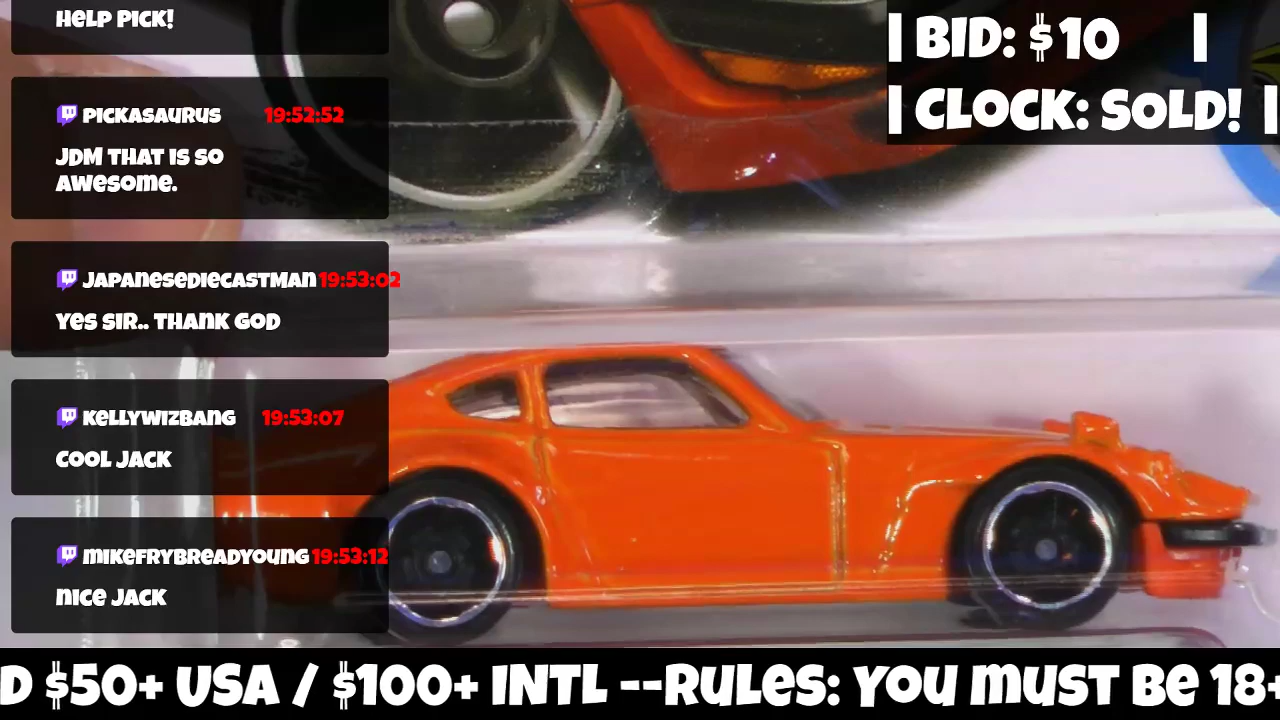 HELP PICK!
PICKASAURUS 19:52:52
JDM THAT IS SO
AWESOME.
JAPANESEDIECASTMAN 19:53:02
YES SIR.. THANK GOD
KELLYWIZBANG 19:53:07
COOL JACK
MIKEFRYBREADYOUNG 19:53:12
NICE JACK
| BID: $10 |
| CLOCK: SOLD! |
D $50+ USA / $100+ INTL --RULES: YOU MUST BE 18+